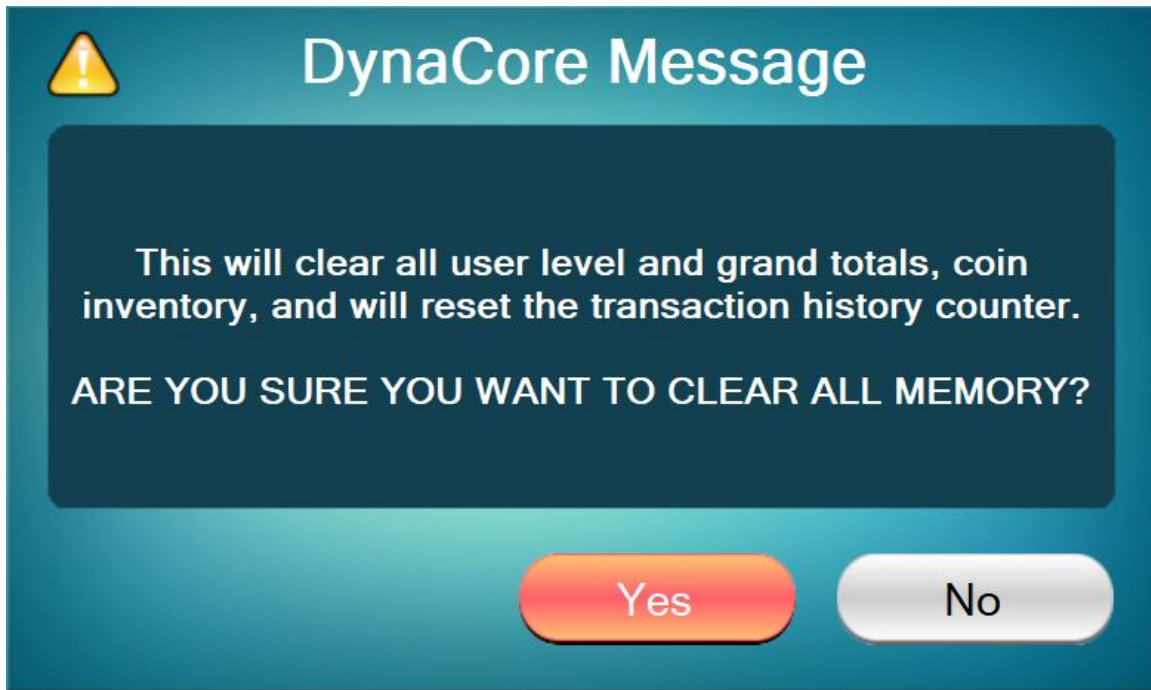 DynaCore Message
This will clear all user level and grand totals, coin
inventory, and will reset the transaction history counter.
ARE YOU SURE YOU WANT TO CLEAR ALL MEMORY?
Yes
No